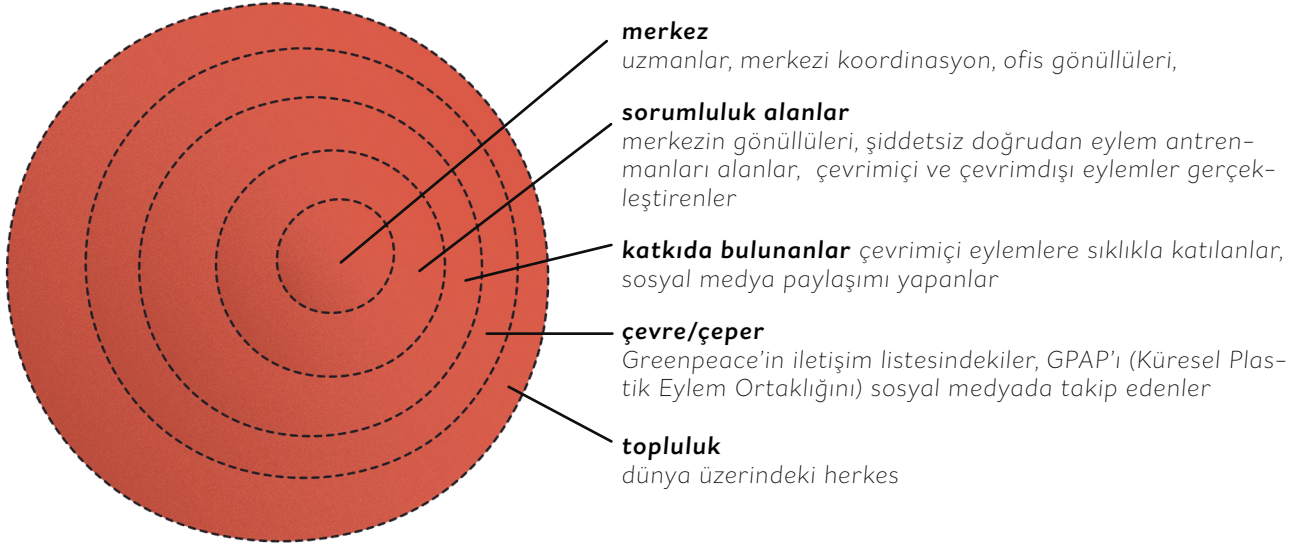 merkez
uzmanlar, merkezi koordinasyon, ofis gönüllüleri,
sorumluluk alanlar
merkezin gönüllüleri, şiddetsiz doğrudan eylem antren-
manları alanlar,  çevrimiçi ve çevrimdışı eylemler gerçek-
leştirenler
katkıda bulunanlar çevrimiçi eylemlere sıklıkla katılanlar,
sosyal medya paylaşımı yapanlar
çevre/çeper
Greenpeace’in iletişim listesindekiler, GPAP’ı (Küresel Plas-
tik Eylem Ortaklığını) sosyal medyada takip edenler
topluluk
dünya üzerindeki herkes